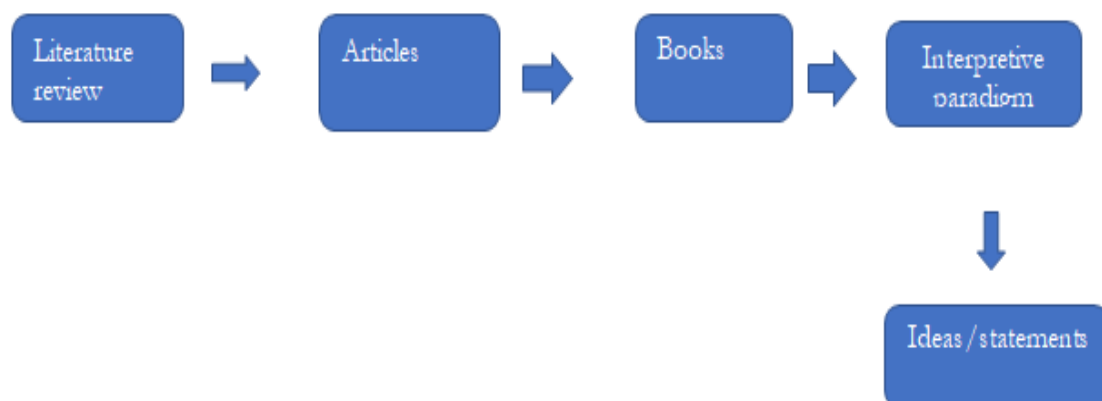 Literature
review
Articles
Books
Interpretive
paradigm
Ideas/statements